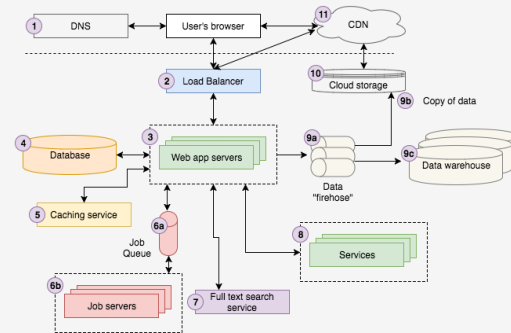 1
DNS
User's browser
11
CDN
2
Load Balancer
10
Cloud storage
9b
Copy of data
3
Web app servers
4
Database
9a
Data
"firehose"
9c
Data warehouse
5
Caching service
6a
Job
Queue
8
Services
6b
Job servers
7
Full text search
service